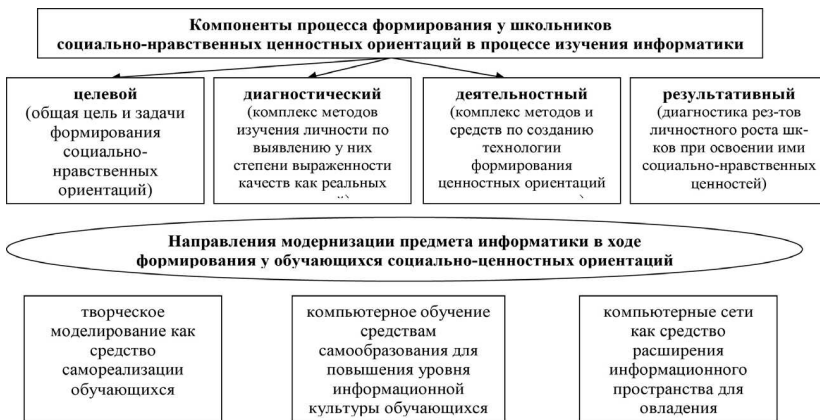 Компоненты процесса формирования у школьников
социально-нравственных ценностных ориентаций в процессе изучения информатики
целевой
(общая цель и задачи
формирования
социально-
нравственных
ориентаций)
диагностический
(комплекс методов
изучения личности по
выявлению у них
степени выраженности
качеств как реальных
деятельностный
(комплекс методов и
средств по созданию
технологии
формирования
ценностных ориентаций
результативный
(диагностика рез-тов
личностного роста шк-
ков при освоении ими
социально-нравственных
ценностей)
Направления модернизации предмета информатики в ходе
формирования у обучающихся социально-ценностных ориентаций
творческое
моделирование как
средство
самореализации
обучающихся
компьютерное обучение
средствам
самообразования для
повышения уровня
информационной
культуры обучающихся
компьютерные сети
как средство
расширения
информационного
пространства для
овладения